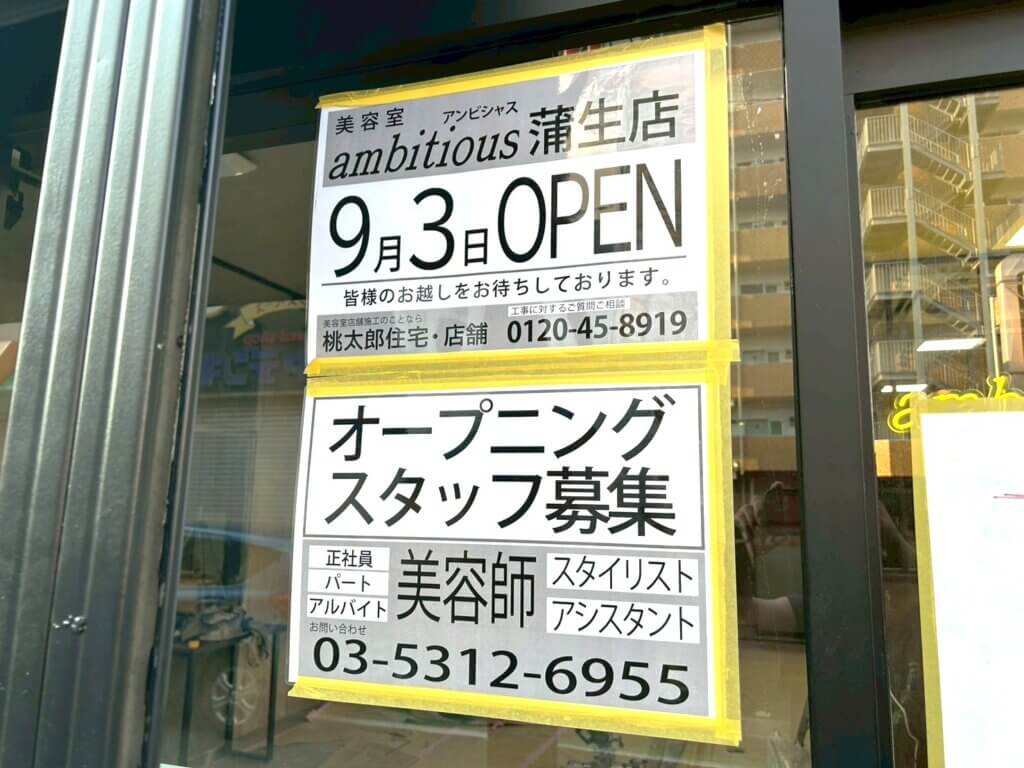 美容室 アンビシャス
ambitious 蒲生店
9月3日OPEN
皆様のお越しをお待ちしております。
美容室店舗施工のことなら
桃太郎住宅・店舗
工事に対するご質問ご相談
0120-45-8919
オープニング
スタッフ募集
正社員
パート
アルバイト
美容師
スタイリスト
アシスタント
お問い合わせ
03-5312-6955